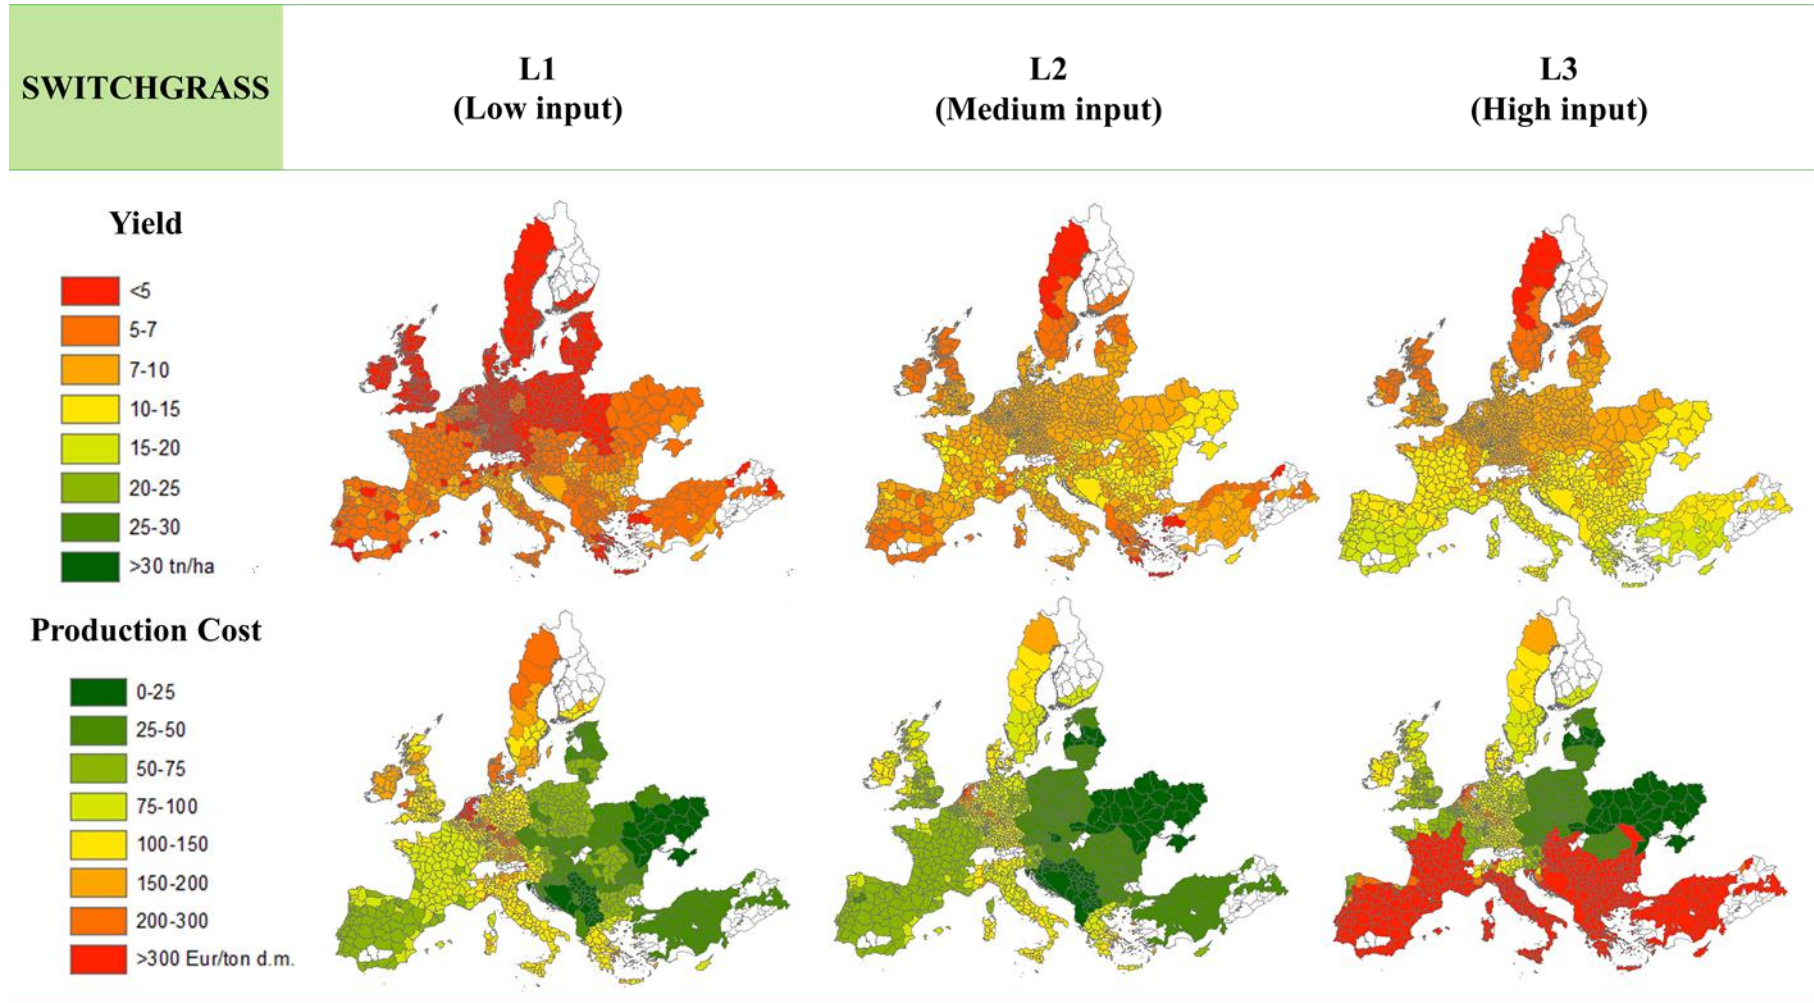 SWITCHGRASS
L1
(Low input)
L2
(Medium input)
L3
(High input)
Yield
<5
5-7
7-10
10-15
15-20
20-25
25-30
>30 tn/ha
Production Cost
0-25
25-50
50-75
75-100
100-150
150-200
200-300
>300 Eur/ton d.m.